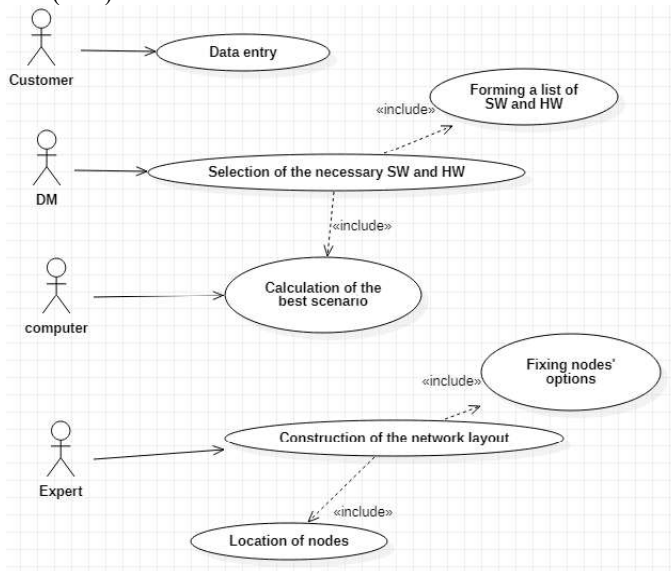 Customer
Data entry
Forming a list of
SW and HW
«include»
DM
Selection of the necessary SW and HW
«include»
computer
Calculation of the
best scenario
Fixing nodes'
options
«include»
Expert
Construction of the network layout
«include»
Location of nodes